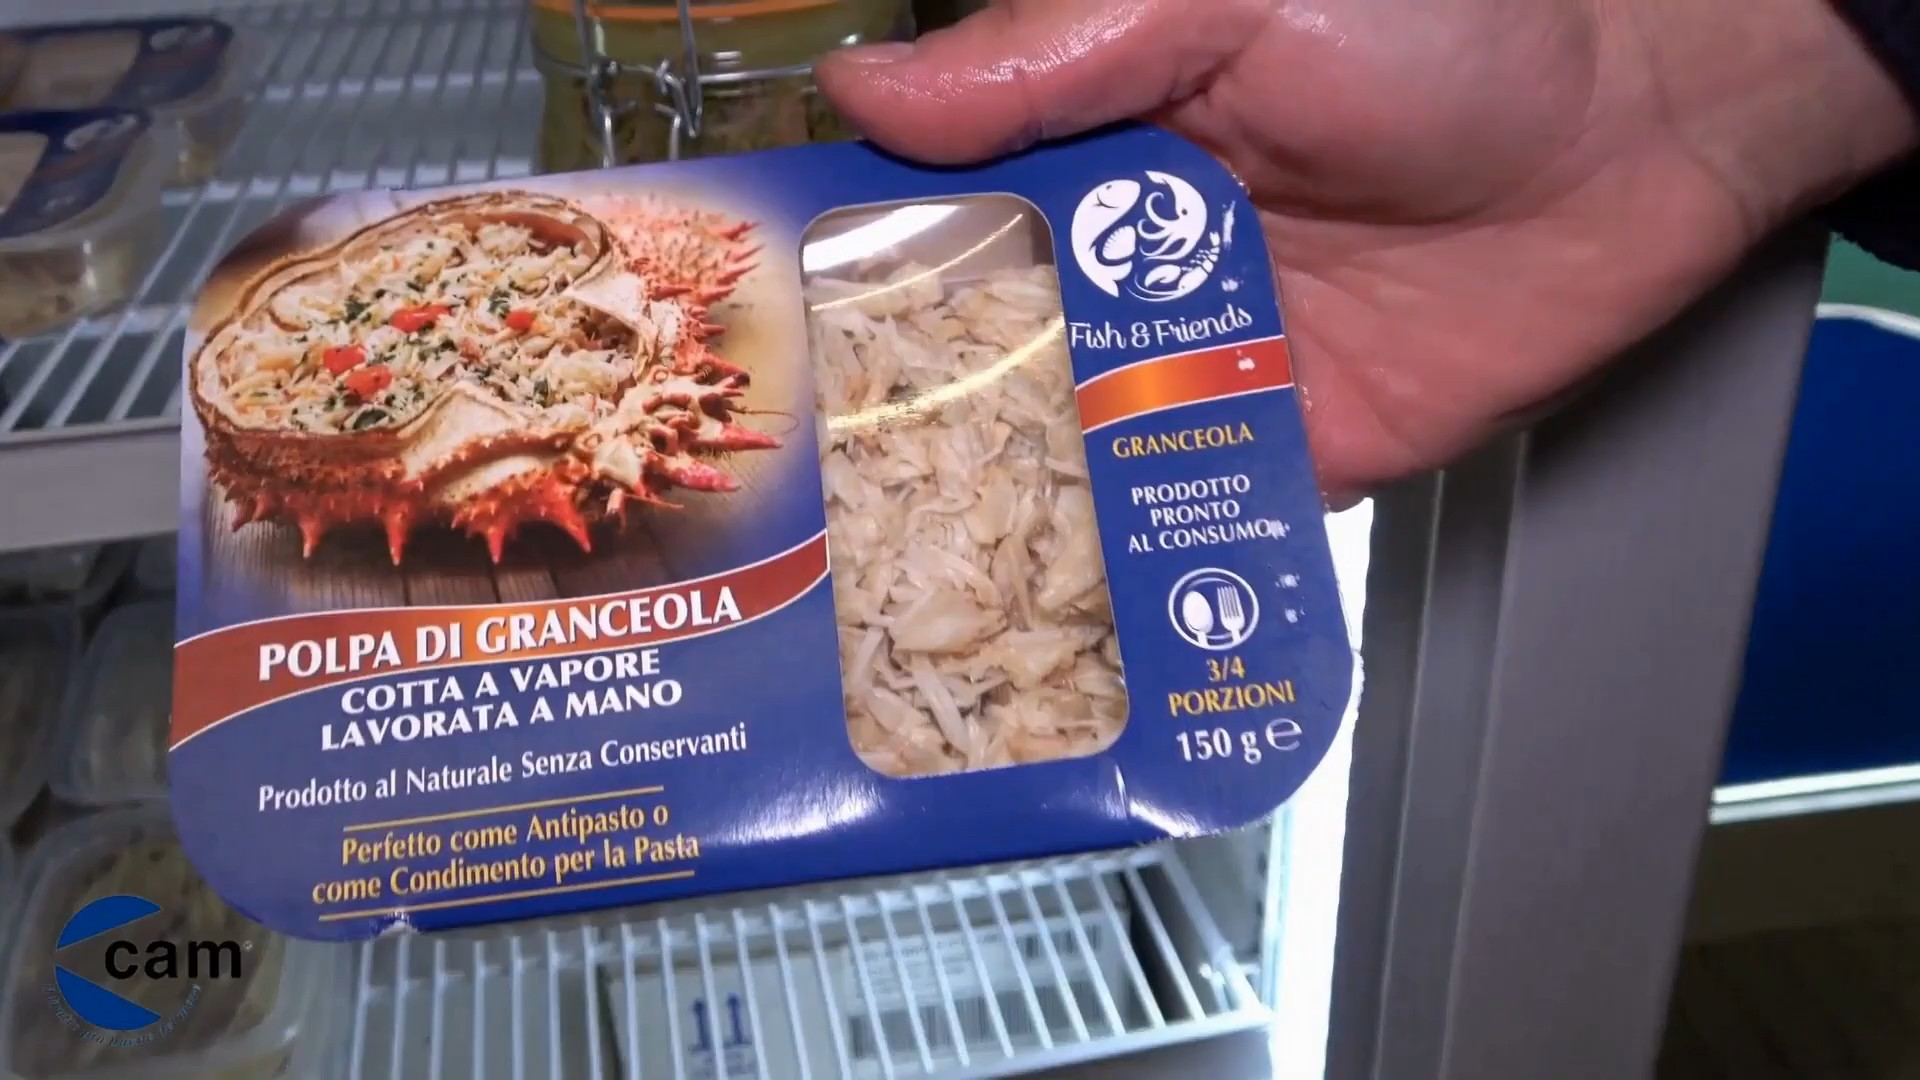 Fish & Friends
GRANCEOLA
PRODOTTO
PRONTO
AL CONSUMO
3/4
PORZIONI
150 g e
POLPA DI GRANCEOLA
COTTA A VAPORE
LAVORATA A MANO
Prodotto al Naturale Senza Conservanti
Perfetto come Antipasto o
come Condimento per la Pasta
cam